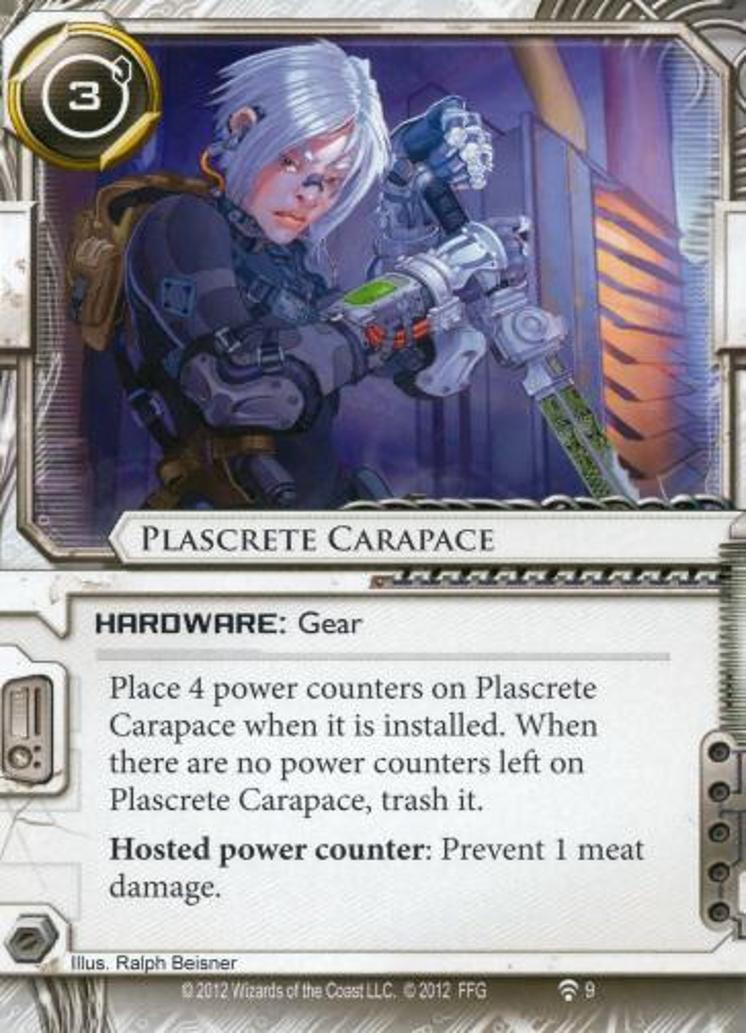 3
PLASCRETE CARAPACE
HARDWARE: Gear
Place 4 power counters on Plascrete
Carapace when it is installed. When
there are no power counters left on
Plascrete Carapace, trash it.
Hosted power counter: Prevent 1 meat
damage.
Illus. Ralph Beisner
© 2012 Wizards of the Coast LLC. © 2012 FFG 9